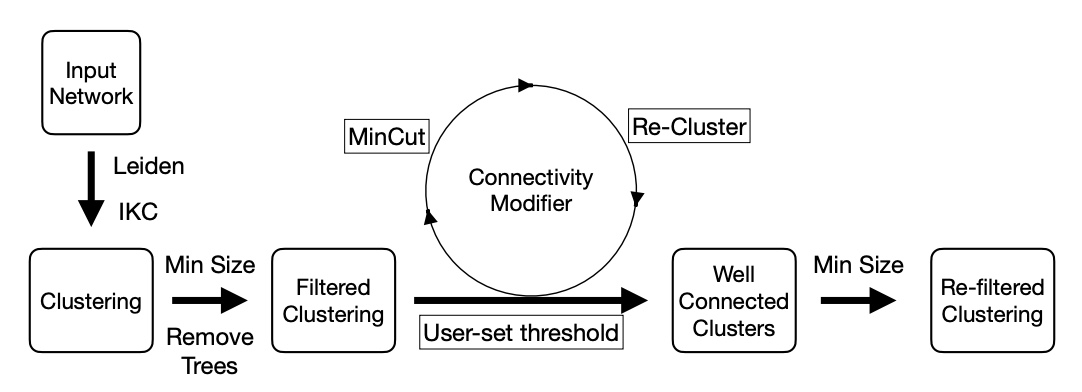 Input
Network
Leiden
IKC
MinCut
Re-Cluster
Connectivity
Modifier
Clustering
Min Size
Remove
Trees
Filtered
Clustering
User-set threshold
Well
Connected
Clusters
Min Size
Re-filtered
Clustering